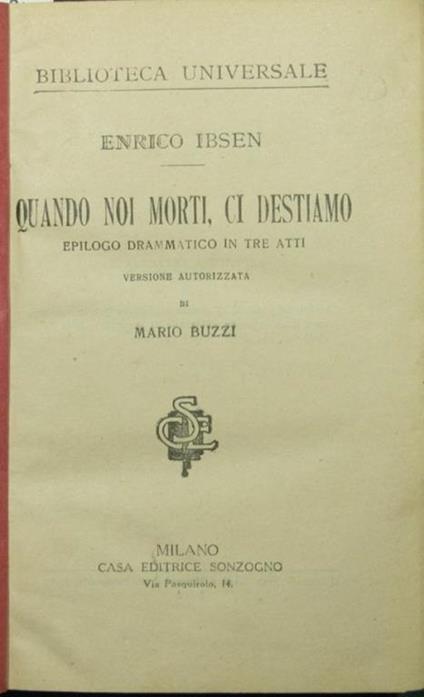 BIBLIOTECA UNIVERSALE
ENRICO IBSEN
QUANDO NOI MORTI, CI DESTIAMO
EPILOGO DRAMMATICO IN TRE ATTI
VERSIONE AUTORIZZATA
DI
MARIO BUZZI
MILANO
CASA EDITRICE SONZOGNO
Via Pasquirolo, 14.